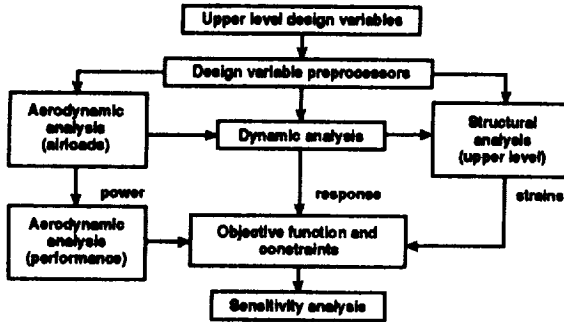 Upper level design variables
Design variable preprocessors
Aerodynamic
analysis
(airloads)
Dynamic analysis
Structural
analysis
(upper level)
power
response
strains
Aerodynamic
analysis
(performance)
Objective function and
constraints
Sensitivity analysis